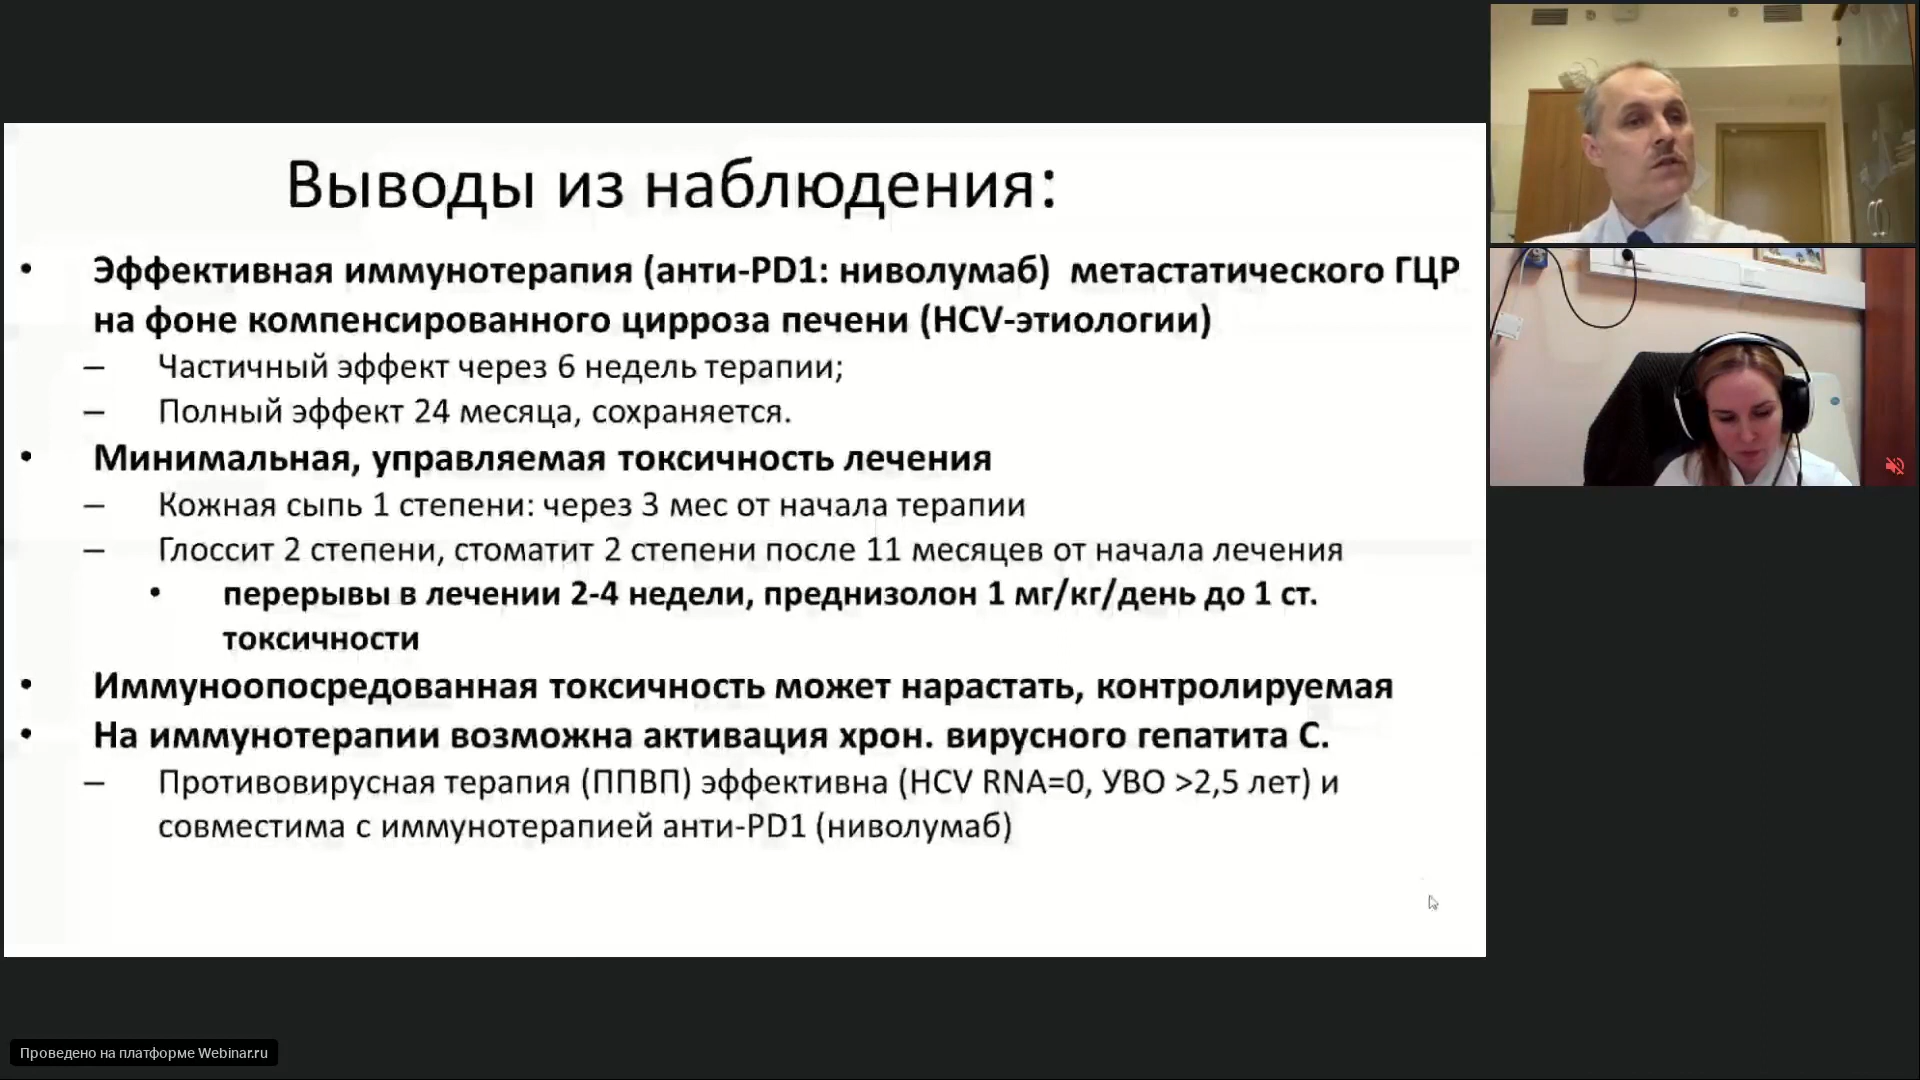 Выводы из наблюдения:
• Эффективная иммунотерапия (анти-PD1: ниволумаб) метастатического ГЦР
на фоне компенсированного цирроза печени (HCV-этиологии)
– Частичный эффект через 6 недель терапии;
– Полный эффект 24 месяца, сохраняется.
• Минимальная, управляемая токсичность лечения
– Кожная сыпь 1 степени: через 3 мес от начала терапии
– Глоссит 2 степени, стоматит 2 степени после 11 месяцев от начала лечения
• перерывы в лечении 2-4 недели, преднизолон 1 мг/кг/день до 1 ст.
токсичности
• Иммуноопосредованная токсичность может нарастать, контролируемая
• На иммунотерапии возможна активация хрон. вирусного гепатита С.
– Противовирусная терапия (ППВП) эффективна (HCV RNA=0, УВО >2,5 лет) и
совместима с иммунотерапией анти-PD1 (ниволумаб)
Проведено на платформе Webinar.ru